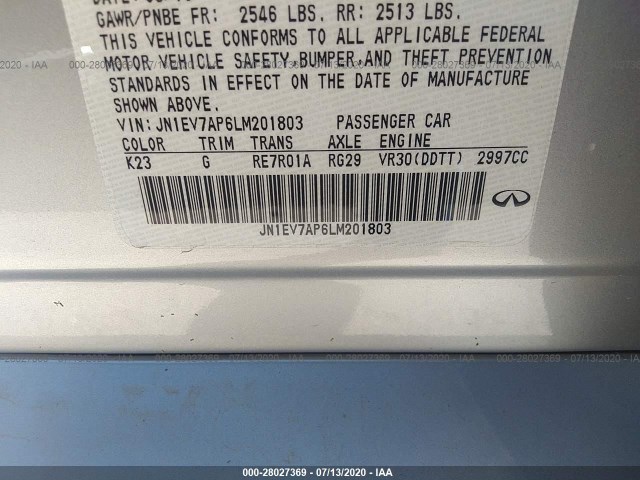 GAWR/PNBE FR: 2546 LBS. RR: 2513 LBS.
THIS VEHICLE CONFORMS TO ALL APPLICABLE FEDERAL
MOTOR VEHICLE SAFETY BUMPER AND THEFT PREVENTION
STANDARDS IN EFFECT ON THE DATE OF MANUFACTURE
SHOWN ABOVE.
VIN:JN1EV7AP6LM201803 PASSENGER CAR
COLOR TRIM TRANS AXLE ENGINE
K23 G RE7R01A RG29 VR30(DDTT) 2997CC
JN1EV7AP6LM201803
000-28027369 - 07/13/2020 - IAA